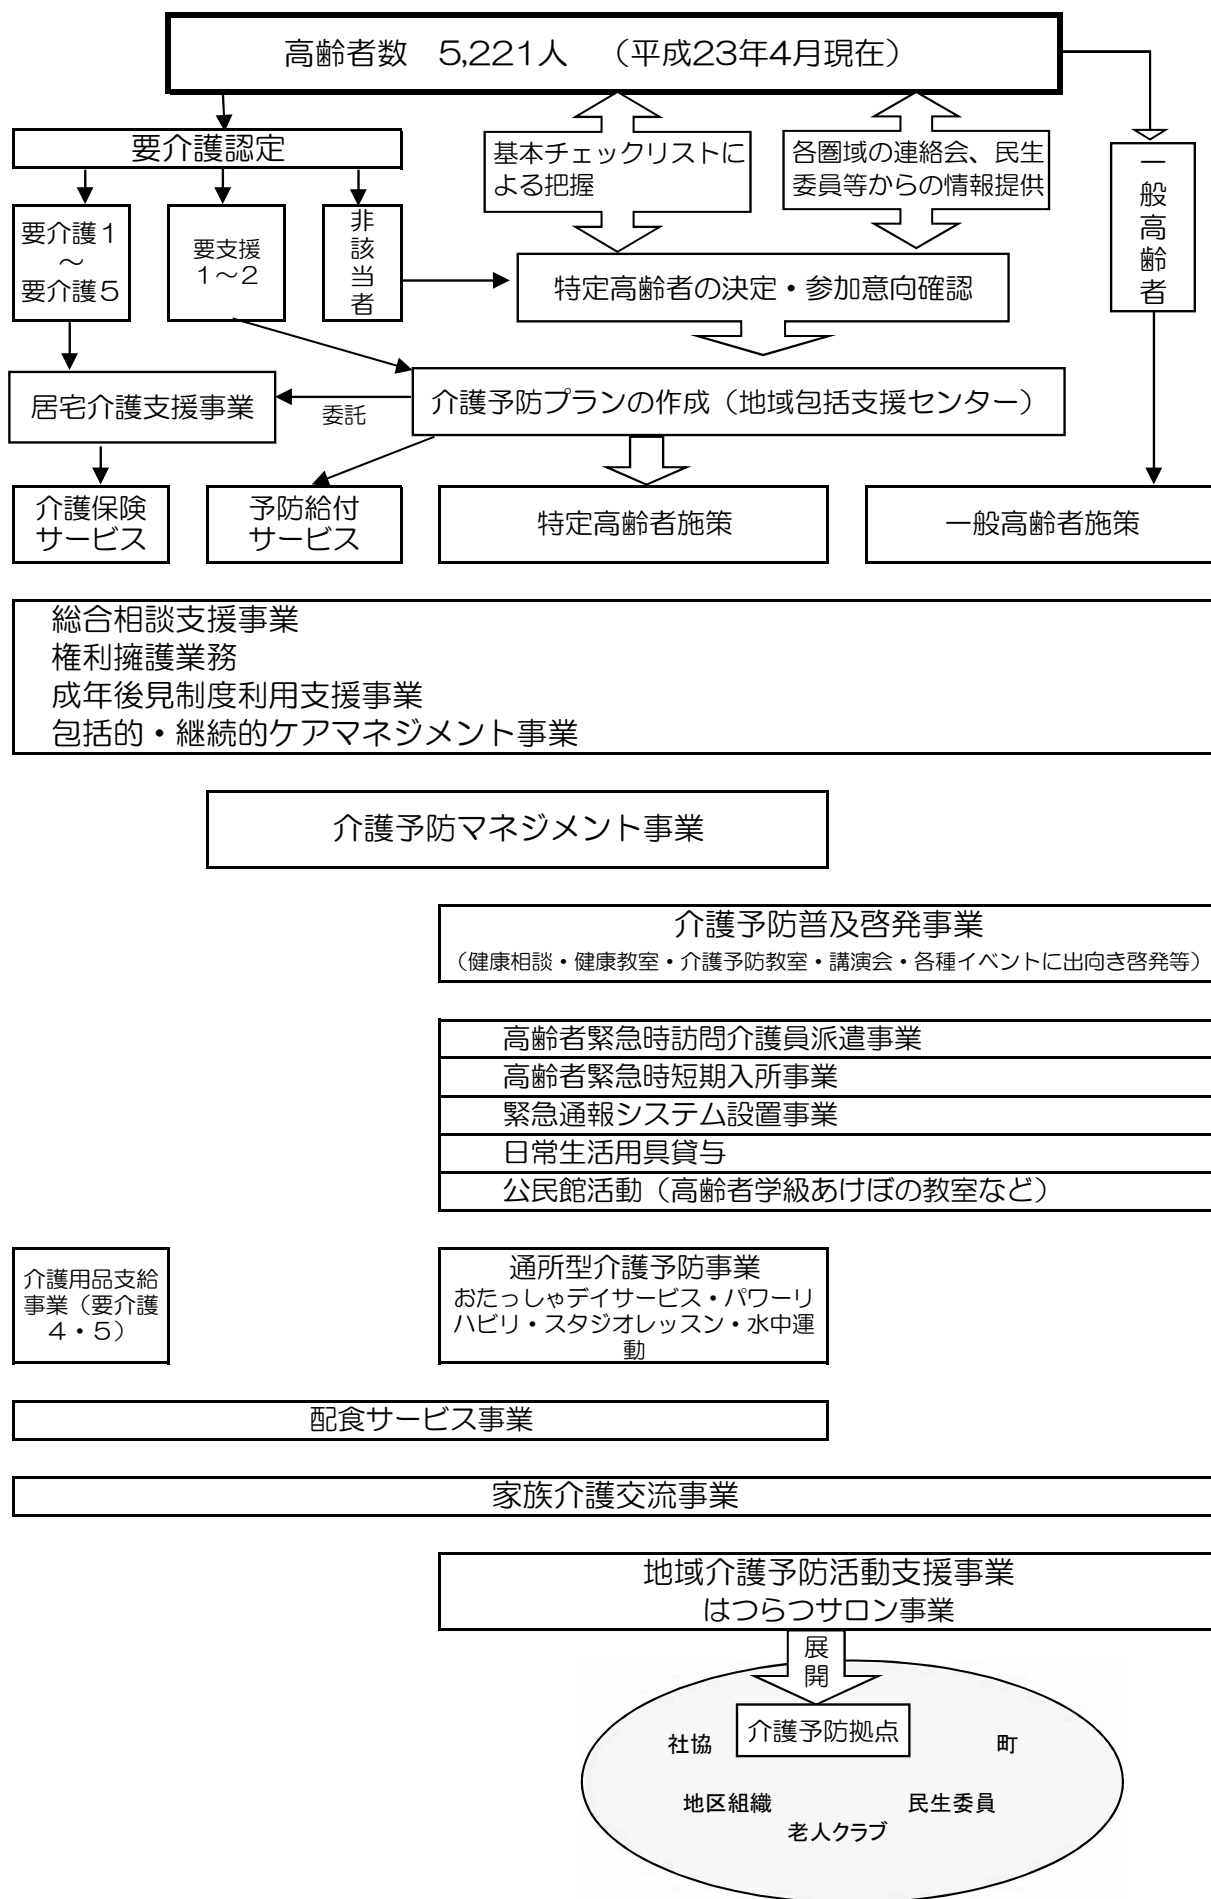 高齢者数　5,221人　（平成23年4月現在）
要介護認定
基本チェックリストに
よる把握
各圏域の連絡会、民生
委員等からの情報提供
一般高齢者
要介護１
～
要介護５
要支援
１～２
非該当者
特定高齢者の決定・参加意向確認
居宅介護支援事業
委託
介護予防プランの作成（地域包括支援センター）
介護保険
サービス
予防給付
サービス
特定高齢者施策
一般高齢者施策
総合相談支援事業
権利擁護業務
成年後見制度利用支援事業
包括的・継続的ケアマネジメント事業
介護予防マネジメント事業
介護予防普及啓発事業
（健康相談・健康教室・介護予防教室・講演会・各種イベントに出向き啓発等）
高齢者緊急時訪問介護員派遣事業
高齢者緊急時短期入所事業
緊急通報システム設置事業
日常生活用具貸与
公民館活動（高齢者学級あけぼの教室など）
介護用品支給
事業（要介護
４・５）
通所型介護予防事業
おたっしゃデイサービス・パワーリ
ハビリ・スタジオレッスン・水中運
動
配食サービス事業
家族介護交流事業
地域介護予防活動支援事業
はつらつサロン事業
展開
介護予防拠点
社協
町
地区組織
民生委員
老人クラブ